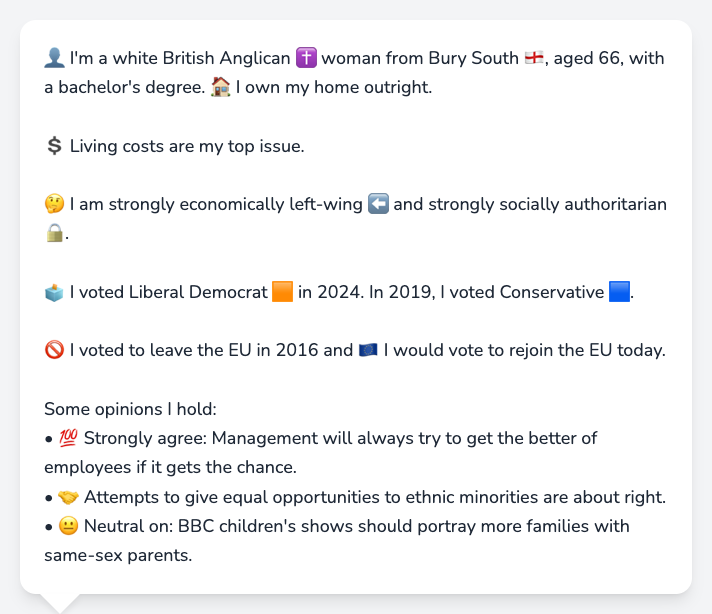 👤 I'm a white British Anglican ✝️ woman from Bury South 🏴󠁧󠁢󠁥󠁮󠁧󠁿, aged 66, with
a bachelor's degree. 🏠 I own my home outright.
💲 Living costs are my top issue.
🤔 I am strongly economically left-wing ⬅️ and strongly socially authoritarian
🔒.
🗳️ I voted Liberal Democrat 🟧 in 2024. In 2019, I voted Conservative 🟦.
🚫 I voted to leave the EU in 2016 and 🇪🇺 I would vote to rejoin the EU today.
Some opinions I hold:
• 💯 Strongly agree: Management will always try to get the better of
employees if it gets the chance.
• 🤝 Attempts to give equal opportunities to ethnic minorities are about right.
• 😐 Neutral on: BBC children's shows should portray more families with
same-sex parents.